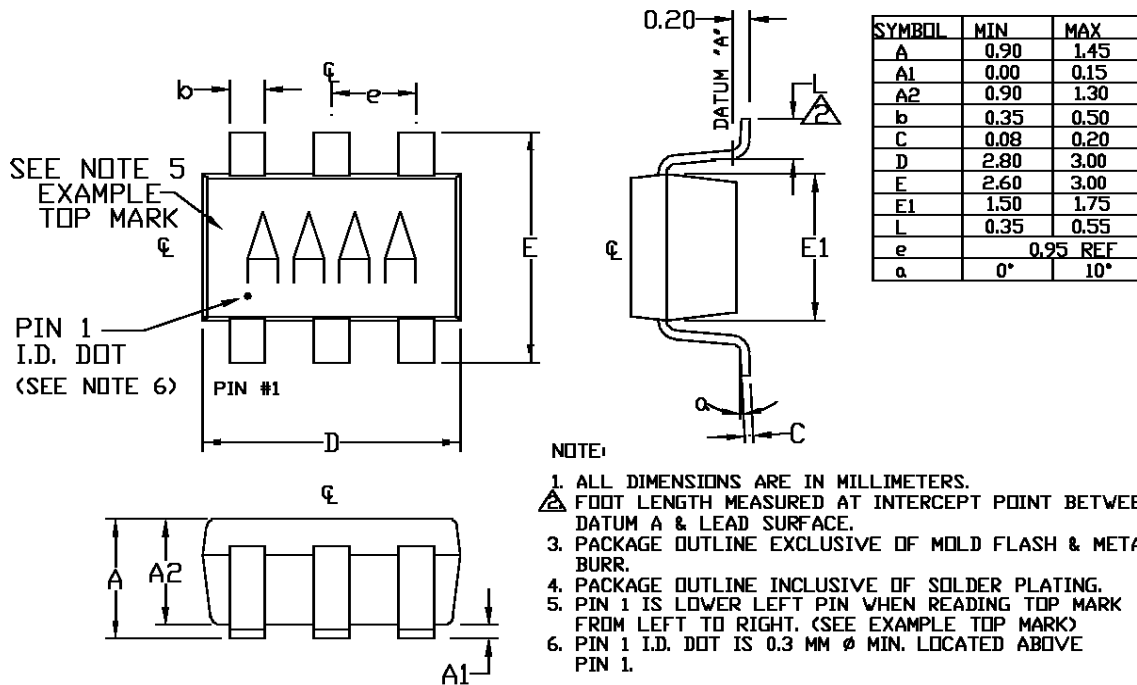 0.20
DATUM "A"
L
2
℄
b
e
SEE NOTE 5
EXAMPLE
TOP MARK
℄
AAAA
E
℄
E1
PIN 1
I.D. DOT
(SEE NOTE 6)
PIN #1
D
α
C
SYMBOL MIN MAX
A 0.90 1.45
A1 0.00 0.15
A2 0.90 1.30
b 0.35 0.50
C 0.08 0.20
D 2.80 3.00
E 2.60 3.00
E1 1.50 1.75
L 0.35 0.55
e 0.95 REF
α 0° 10°
℄
A
A2
A1
NOTE:
1. ALL DIMENSIONS ARE IN MILLIMETERS.
2 FOOT LENGTH MEASURED AT INTERCEPT POINT BETWEE
DATUM A & LEAD SURFACE.
3. PACKAGE OUTLINE EXCLUSIVE OF MOLD FLASH & META
BURR.
4. PACKAGE OUTLINE INCLUSIVE OF SOLDER PLATING.
5. PIN 1 IS LOWER LEFT PIN WHEN READING TOP MARK
FROM LEFT TO RIGHT. (SEE EXAMPLE TOP MARK)
6. PIN 1 I.D. DOT IS 0.3 MM Ø MIN. LOCATED ABOVE
PIN 1.